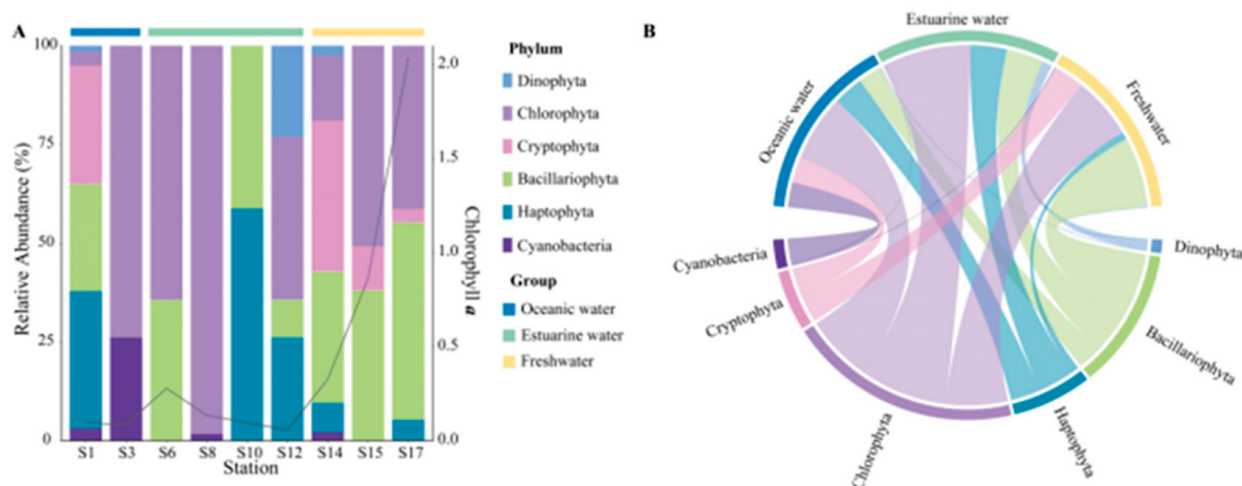 A
100
75
50
25
0
Relative Abundance (%)
S1 S3 S6 S8 S10 S12 S14 S15 S17
Station
2.0
1.5
1.0
0.5
0.0
Chlorophyll a
Phylum
Dinophyta
Chlorophyta
Cryptophyta
Bacillariophyta
Haptophyta
Cyanobacteria
Group
Oceanic water
Estuarine water
Freshwater
B
Estuarine water
Oceanic water
Freshwater
Cyanobacteria
Dinophyta
Cryptophyta
Bacillariophyta
Chlorophyta
Haptophyta